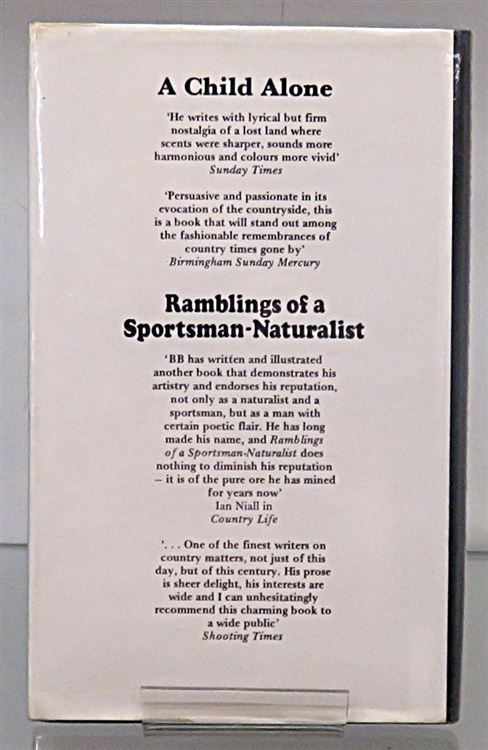 A Child Alone
'He writes with lyrical but firm
nostalgia of a lost land where
scents were sharper, sounds more
harmonious and colours more vivid'
Sunday Times
'Persuasive and passionate in its
evocation of the countryside, this
is a book that will stand out among
the fashionable remembrances of
country times gone by'
Birmingham Sunday Mercury
Ramblings of a
Sportsman-Naturalist
'BB has written and illustrated
another book that demonstrates his
artistry and endorses his reputation,
not only as a naturalist and a
sportsman, but as a man with
certain poetic flair. He has long
made his name, and Ramblings
of a Sportsman-Naturalist does
nothing to diminish his reputation
– it is of the pure ore he has mined
for years now'
Ian Niall in
Country Life
'. . . One of the finest writers on
country matters, not just of this
day, but of this century. His prose
is sheer delight, his interests are
wide and I can unhesitatingly
recommend this charming book to
a wide public'
Shooting Times